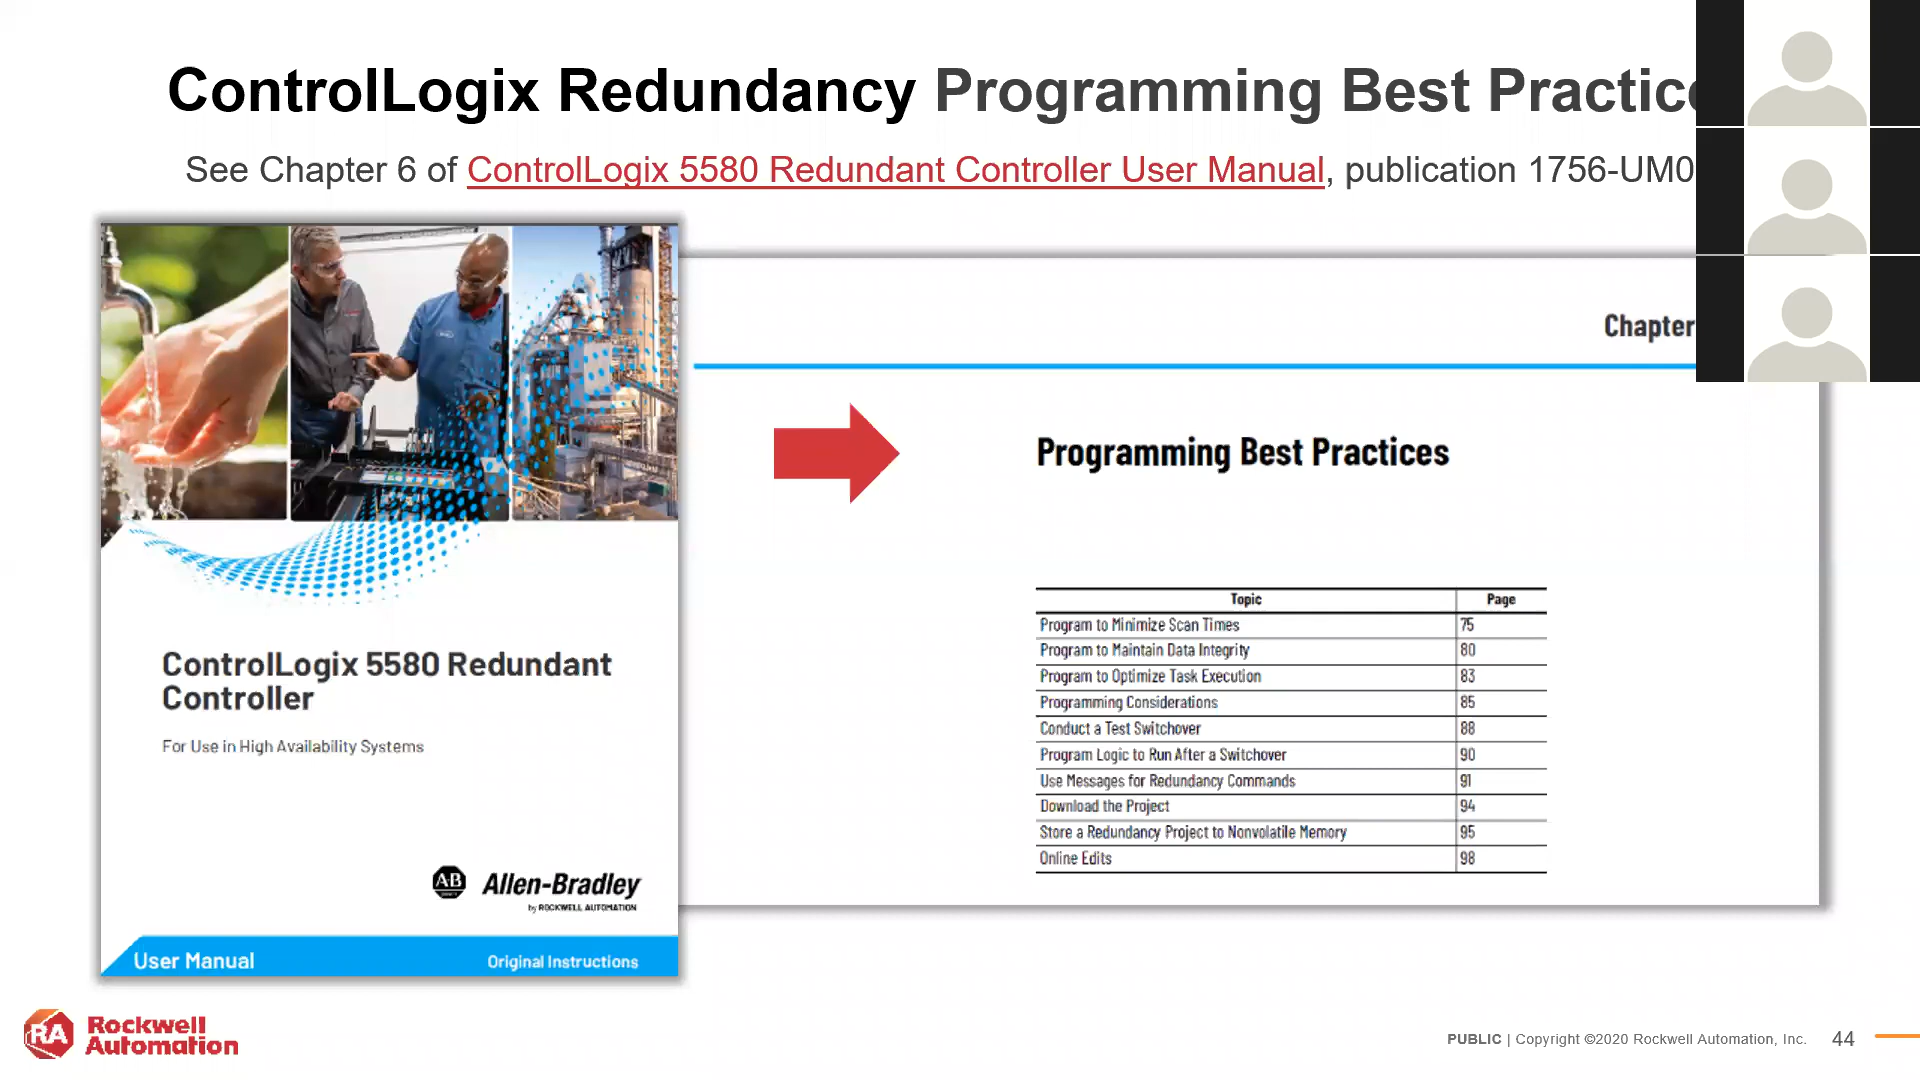 ControlLogix Redundancy Programming Best Practic
See Chapter 6 of ControlLogix 5580 Redundant Controller User Manual, publication 1756-UM0
Chapter
Programming Best Practices
Topic Page
Program to Minimize Scan Times 75
Program to Maintain Data Integrity 80
Program to Optimize Task Execution 83
Programming Considerations 85
Conduct a Test Switchover 88
Program Logic to Run After a Switchover 90
Use Messages for Redundancy Commands 91
Download the Project 94
Store a Redundancy Project to Nonvolatile Memory 95
Online Edits 98
ControlLogix 5580 Redundant
Controller
For Use in High Availability Systems
AB Allen-Bradley
by ROCKWELL AUTOMATION
User Manual Original Instructions
RA Rockwell
Automation
PUBLIC | Copyright ©2020 Rockwell Automation, Inc. 44